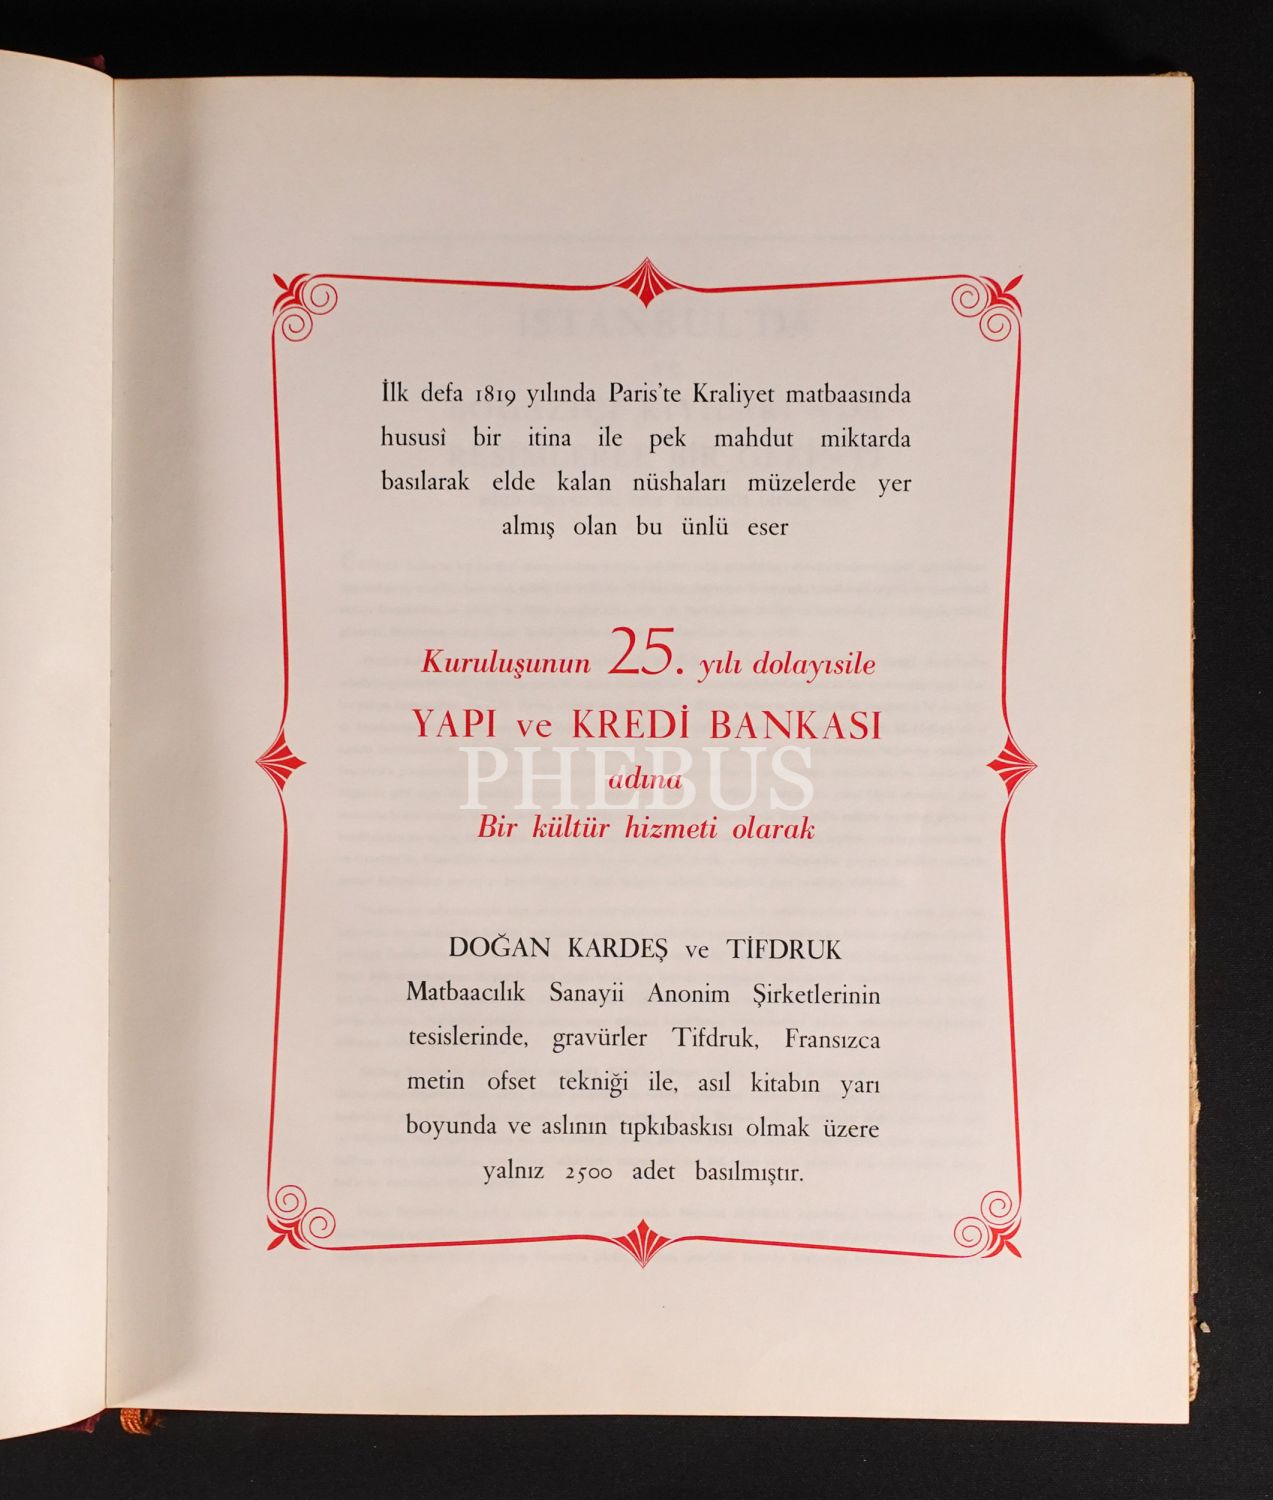 İlk defa 1819 yılında Paris'te Kraliyet matbaasında
hususî bir itina ile pek mahdut miktarda
basılarak elde kalan nüshaları müzelerde yer
almış olan bu ünlü eser
Kuruluşunun 25. yılı dolayısile
YAPI ve KREDİ BANKASI
PHEBUS
adına
Bir kültür hizmeti olarak
DOĞAN KARDEŞ ve TİFDRUK
Matbaacılık Sanayii Anonim Şirketlerinin
tesislerinde, gravürler Tifdruk, Fransızca
metin ofset tekniği ile, asıl kitabın yarı
boyunda ve aslının tıpkıbaskısı olmak üzere
yalnız 2500 adet basılmıştır.